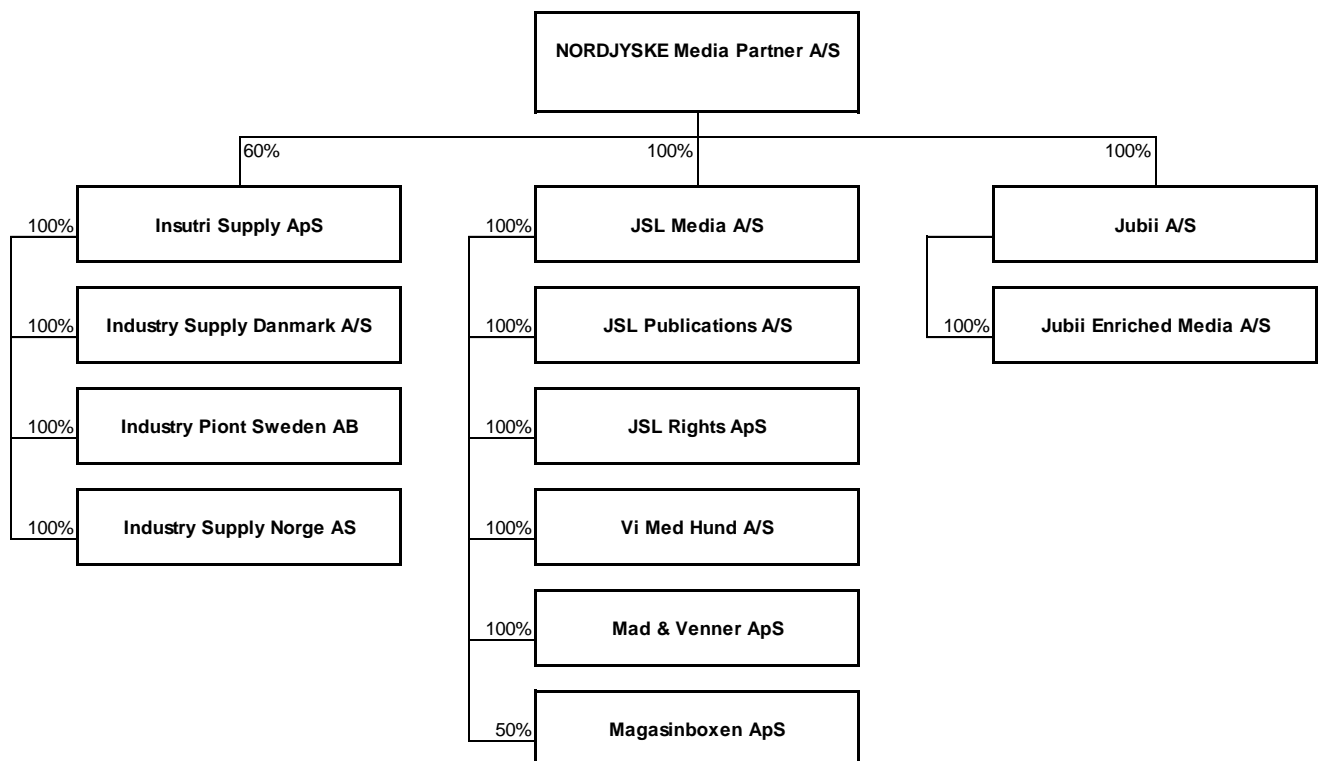 NORDJYSKE Media Partner A/S
60%
100%
100%
100%
Insutri Supply ApS
100%
JSL Media A/S
Jubii A/S
100%
Industry Supply Danmark A/S
100%
JSL Publications A/S
100%
Jubii Enriched Media A/S
100%
Industry Piont Sweden AB
100%
JSL Rights ApS
100%
Industry Supply Norge AS
100%
Vi Med Hund A/S
100%
Mad & Venner ApS
50%
Magasinboxen ApS